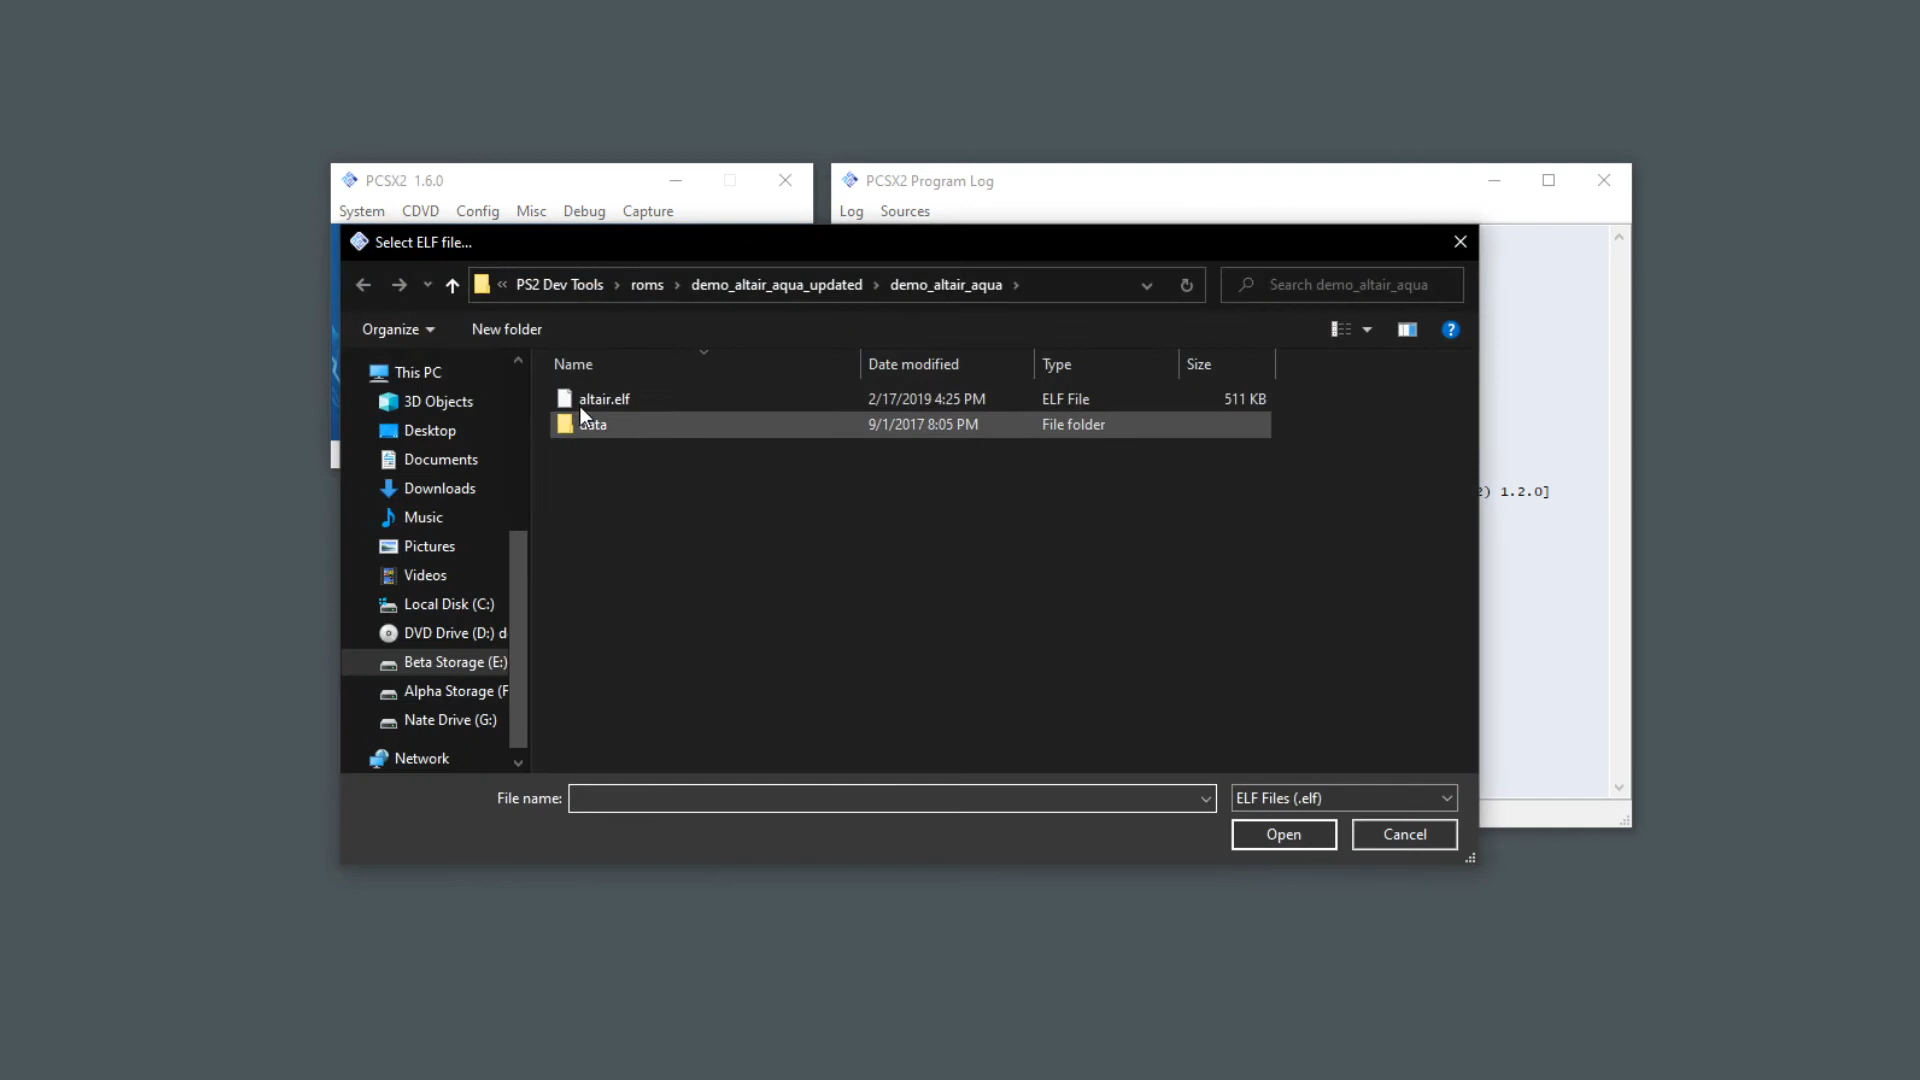 PCSX2 1.6.0
System CDVD Config Misc Debug Capture
PCSX2 Program Log
Log Sources
Select ELF file...
« PS2 Dev Tools › roms › demo_altair_aqua_updated › demo_altair_aqua ›
Search demo_altair_aqua
Organize
New folder
?
This PC
3D Objects
Desktop
Documents
Downloads
Music
Pictures
Videos
Local Disk (C:)
DVD Drive (D:) d
Beta Storage (E:)
Alpha Storage (F
Nate Drive (G:)
Network
Name Date modified Type Size
altair.elf 2/17/2019 4:25 PM ELF File 511 KB
data 9/1/2017 8:05 PM File folder
2) 1.2.0]
File name:
ELF Files (.elf)
Open Cancel